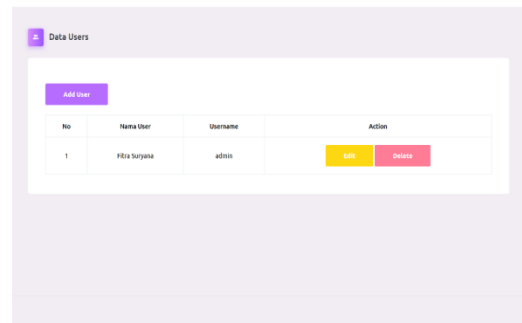 Data Users
Add User
No Nama User Username Action
1 Fitra Suryana admin Edit Delete